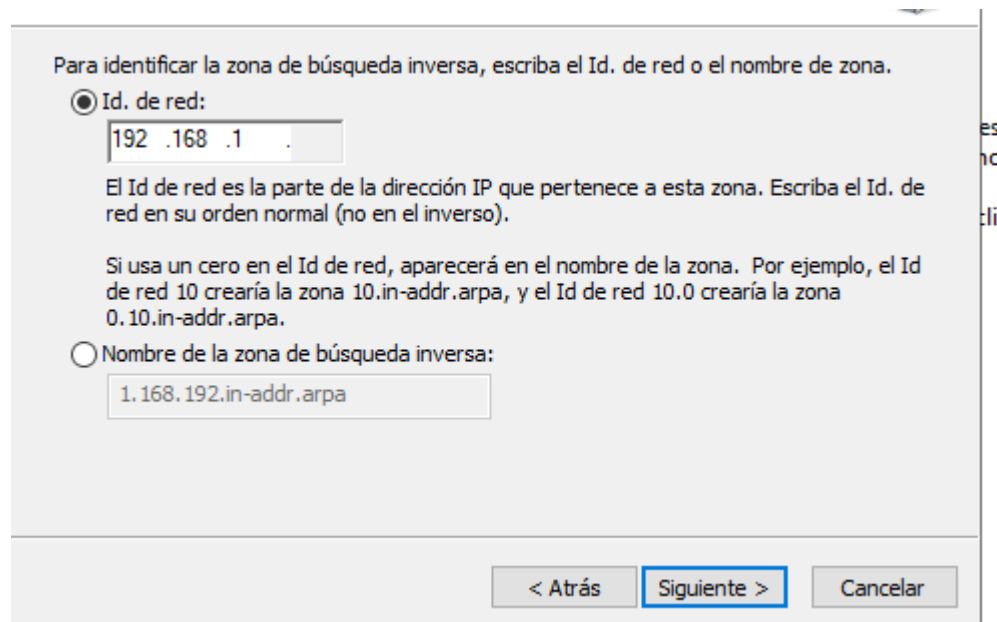 Para identificar la zona de búsqueda inversa, escriba el Id. de red o el nombre de zona.
Id. de red:
192 .168 .1 .
El Id de red es la parte de la dirección IP que pertenece a esta zona. Escriba el Id. de
red en su orden normal (no en el inverso).
Si usa un cero en el Id de red, aparecerá en el nombre de la zona. Por ejemplo, el Id
de red 10 crearía la zona 10.in-addr.arpa, y el Id de red 10.0 crearía la zona
0.10.in-addr.arpa.
Nombre de la zona de búsqueda inversa:
1.168.192.in-addr.arpa
< Atrás Siguiente > Cancelar